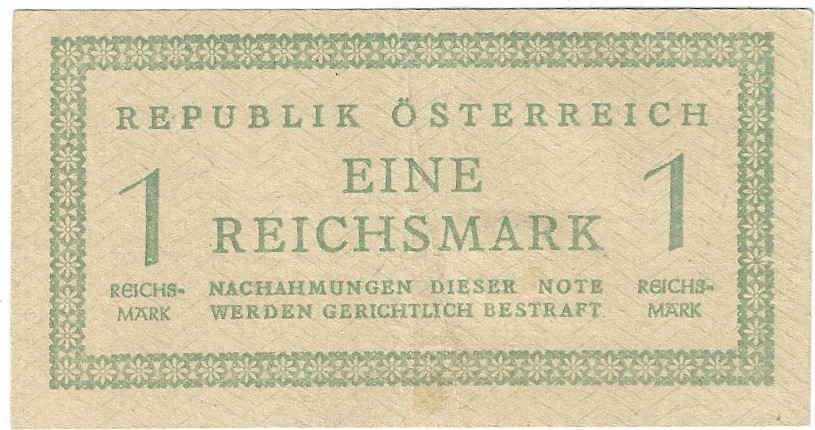 REPUBLIK ÖSTERREICH
1
EINE
REICHSMARK
1
REICHS-
MARK
NACHAHMUNGEN DIESER NOTE
WERDEN GERICHTLICH BESTRAFT.
REICHS-
MARK